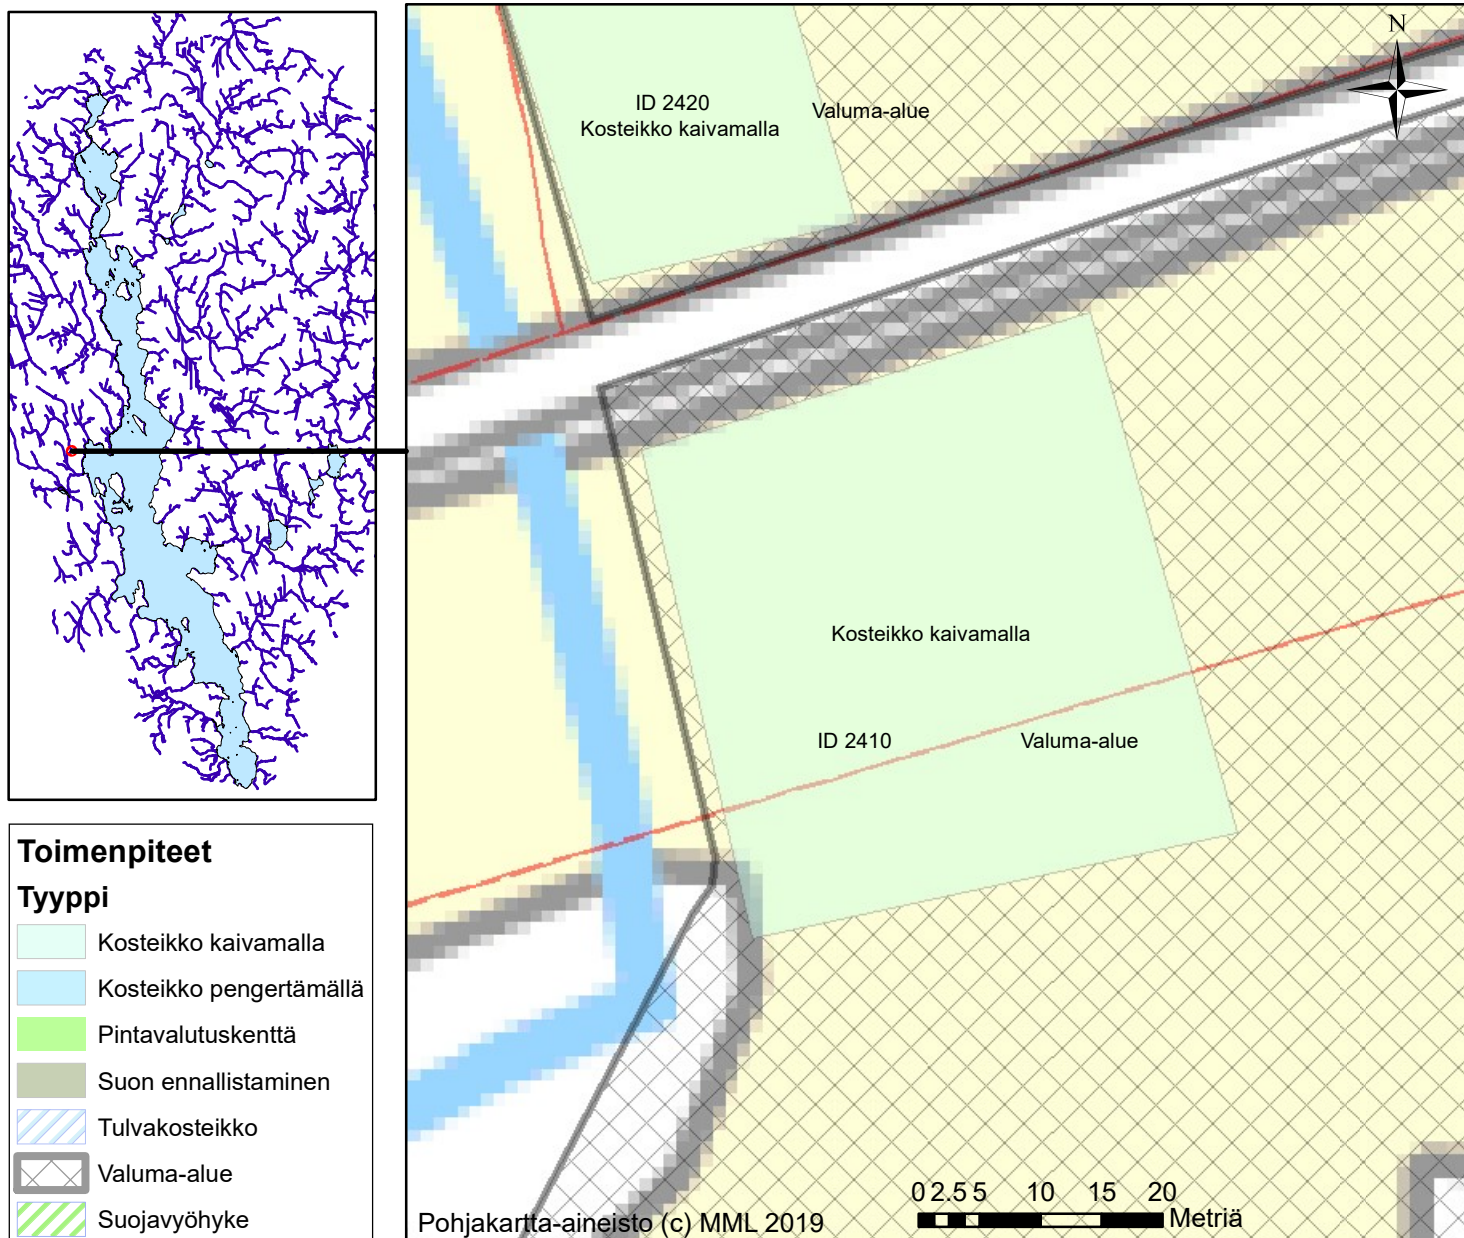 N
ID 2420
Kosteikko kaivamalla
Valuma-alue
Kosteikko kaivamalla
ID 2410
Valuma-alue
Toimenpiteet
Tyyppi
Kosteikko kaivamalla
Kosteikko pengertämällä
Pintavalutuskenttä
Suon ennallistaminen
Tulvakosteikko
Valuma-alue
Suojavyöhyke
0 2.5 5 10 15 20
Metriä
Pohjakartta-aineisto (c) MML 2019